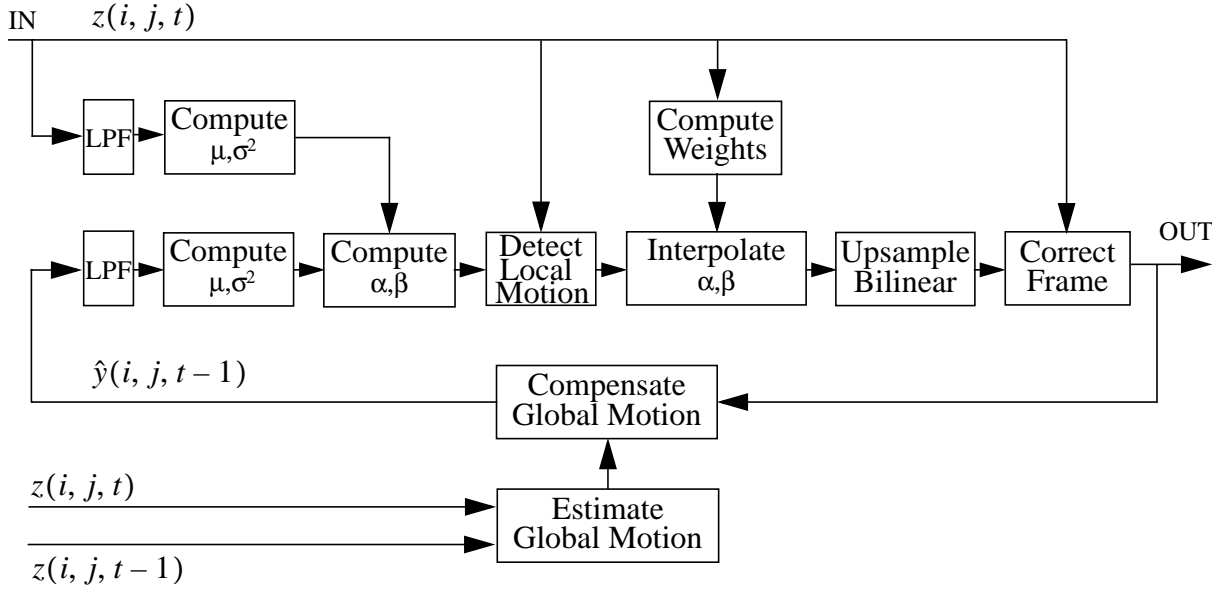 IN
z(i, j, t)
LPF
Compute
μ,σ²
Compute
Weights
LPF
Compute
μ,σ²
Compute
α,β
Detect
Local
Motion
Interpolate
α,β
Upsample
Bilinear
Correct
Frame
OUT
ŷ(i, j, t – 1)
Compensate
Global Motion
z(i, j, t)
Estimate
Global Motion
z(i, j, t – 1)